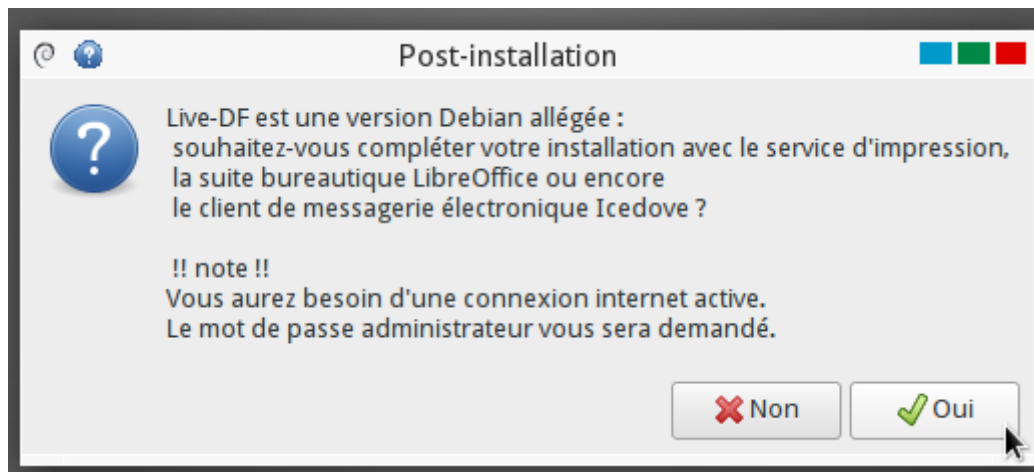 Post-installation
Live-DF est une version Debian allégée :
souhaitez-vous compléter votre installation avec le service d'impression,
la suite bureautique LibreOffice ou encore
le client de messagerie électronique Icedove ?
!! note !!
Vous aurez besoin d'une connexion internet active.
Le mot de passe administrateur vous sera demandé.
Non
Oui